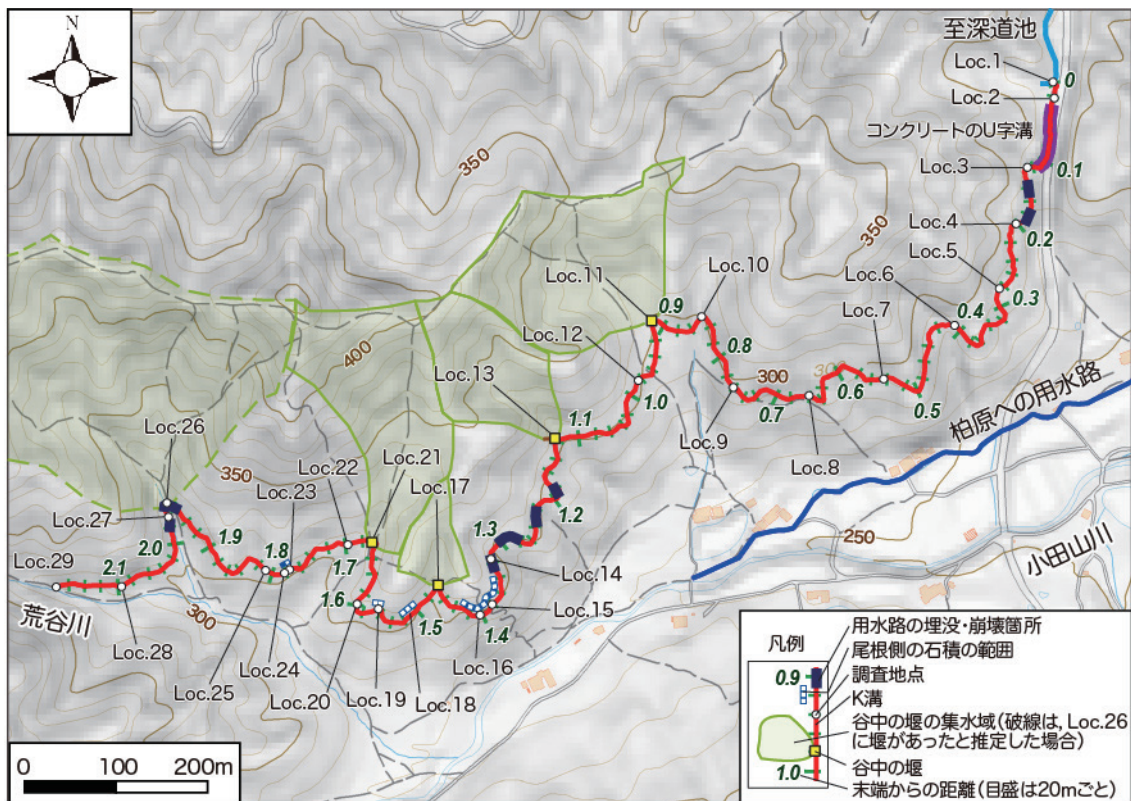 N
至深道池
Loc.1
0
Loc.2
コンクリートのU字溝
Loc.3
0.1
350
350
Loc.4
0.2
350
Loc.5
Loc.6
0.3
Loc.11
0.9
Loc.10
Loc.7
0.4
Loc.12
0.8
400
300
300
0.6
Loc.13
1.0
0.7
0.5
柏原への用水路
1.1
Loc.9
Loc.8
Loc.26
350
Loc.22
Loc.21
Loc.23
Loc.17
1.2
Loc.27
1.3
250
2.0
1.9
1.8
小田山川
Loc.29
2.1
1.7
Loc.14
荒谷川
300
1.6
Loc.15
1.5
1.4
Loc.28
Loc.24
Loc.16
Loc.25
Loc.20
Loc.19
Loc.18
0 100 200m
凡例
用水路の埋没・崩壊箇所
尾根側の石積の範囲
0.9
調査地点
K溝
谷中の堰の集水域(破線は, Loc.26
に堰があったと推定した場合)
谷中の堰
1.0
末端からの距離(目盛は20mごと)